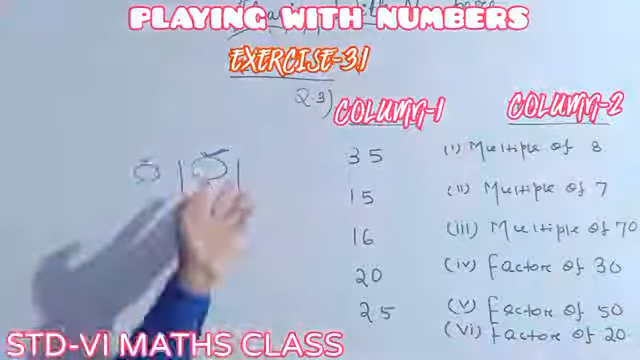 PLAYING WITH NUMBERS
EXERCISE-31
Q.3)
COLUMN-1 COLUMN-2
35 (i) Multiple of 8
15 (ii) Multiple of 7
16 (iii) Multiple of 70
20 (iv) Factor of 30
25 (v) Factor of 50
(vi) Factor of 20
STD-VI MATHS CLASS